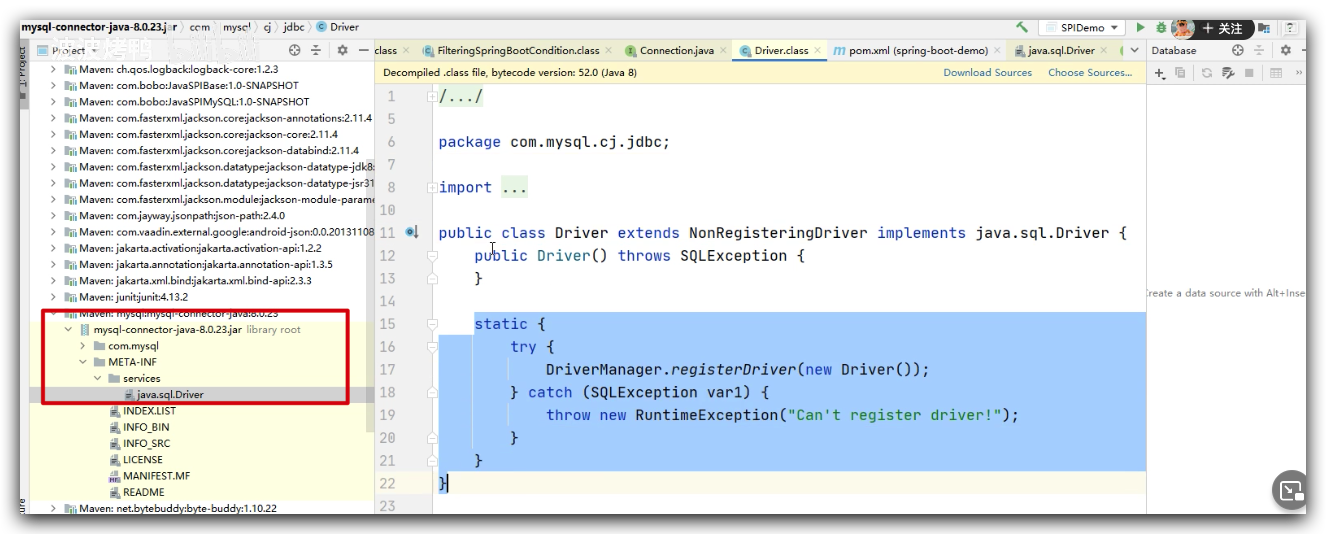 mysql-connector-java-8.0.23.jar com mysql cj jdbc Driver
SPIDemo
+ 关注
Project
class
FilteringSpringBootCondition.class
Connection.java
Driver.class
pom.xml (spring-boot-demo)
java.sql.Driver
Database
1: Project
Maven: ch.qos.logback:logback-core:1.2.3
Maven: com.bobo:JavaSPIBase:1.0-SNAPSHOT
Maven: com.bobo:JavaSPIMySQL:1.0-SNAPSHOT
Maven: com.fasterxml.jackson.core:jackson-annotations:2.11.4
Maven: com.fasterxml.jackson.core:jackson-core:2.11.4
Maven: com.fasterxml.jackson.core:jackson-databind:2.11.4
Maven: com.fasterxml.jackson.datatype:jackson-datatype-jdk8:
Maven: com.fasterxml.jackson.datatype:jackson-datatype-jsr31
Maven: com.fasterxml.jackson.module:jackson-module-parame
Maven: com.jayway.jsonpath:json-path:2.4.0
Maven: com.vaadin.external.google:android-json:0.0.20131108
Maven: jakarta.activation:jakarta.activation-api:1.2.2
Maven: jakarta.annotation:jakarta.annotation-api:1.3.5
Maven: jakarta.xml.bind:jakarta.xml.bind-api:2.3.3
Maven: junit:junit:4.13.2
Maven: mysql:mysql-connector-java:8.0.23
mysql-connector-java-8.0.23.jar library root
com.mysql
META-INF
services
java.sql.Driver
INDEX.LIST
INFO_BIN
INFO_SRC
LICENSE
MANIFEST.MF
README
Maven: net.bytebuddy:byte-buddy:1.10.22
Decompiled .class file, bytecode version: 52.0 (Java 8)
Download Sources
Choose Sources...
1 /.../
5
6 package com.mysql.cj.jdbc;
7
8 import ...
10
11 public class Driver extends NonRegisteringDriver implements java.sql.Driver {
12 public Driver() throws SQLException {
13 }
14
15 static {
16 try {
17 DriverManager.registerDriver(new Driver());
18 } catch (SQLException var1) {
19 throw new RuntimeException("Can't register driver!");
20 }
21 }
22 }
23
Create a data source with Alt+Inse